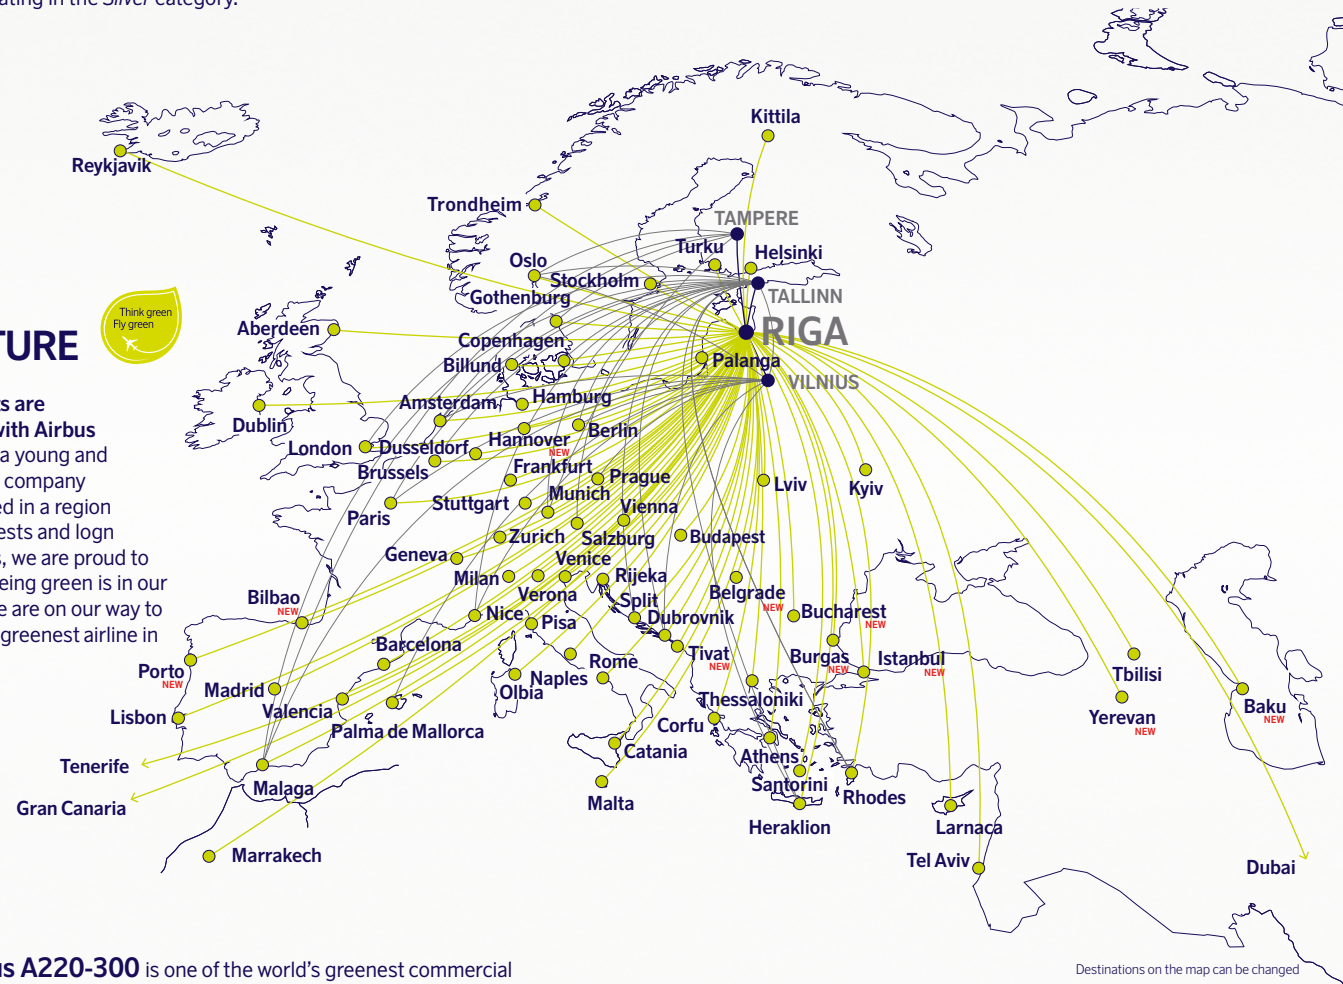 ating in the Silver category.
Kittila
Reykjavik
Trondheim
TAMPERE
Turku
Helsinki
Oslo
Stockholm
TALLINN
Gothenburg
Think green
Fly green
Aberdeen
RIGA
TURE
Copenhagen
Palanga
Billund
VILNIUS
Hamburg
Amsterdam
ts are
Dublin
Berlin
with Airbus
Hannover
NEW
London
Dusseldorf
a young and
Brussels
Frankfurt
Prague
company
Lviv
Kyiv
Munich
Stuttgart
Vienna
ed in a region
Paris
Zurich
Salzburg
Budapest
ests and logn
Geneva
Venice
s, we are proud to
Milan
Rijeka
eing green is in our
Verona
Belgrade
NEW
Bilbao
NEW
Split
e are on our way to
Nice
Pisa
Dubrovnik
Bucharest
NEW
greenest airline in
Barcelona
Tivat
NEW
Burgas
NEW
Istanbul
NEW
Rome
Porto
NEW
Naples
Tbilisi
Madrid
Olbia
Thessaloniki
Valencia
Baku
NEW
Lisbon
Yerevan
NEW
Palma de Mallorca
Corfu
Catania
Athens
Tenerife
Santorini
Malaga
Malta
Rhodes
Gran Canaria
Heraklion
Larnaca
Marrakech
Tel Aviv
Dubai
us A220-300 is one of the world's greenest commercial
Destinations on the map can be changed